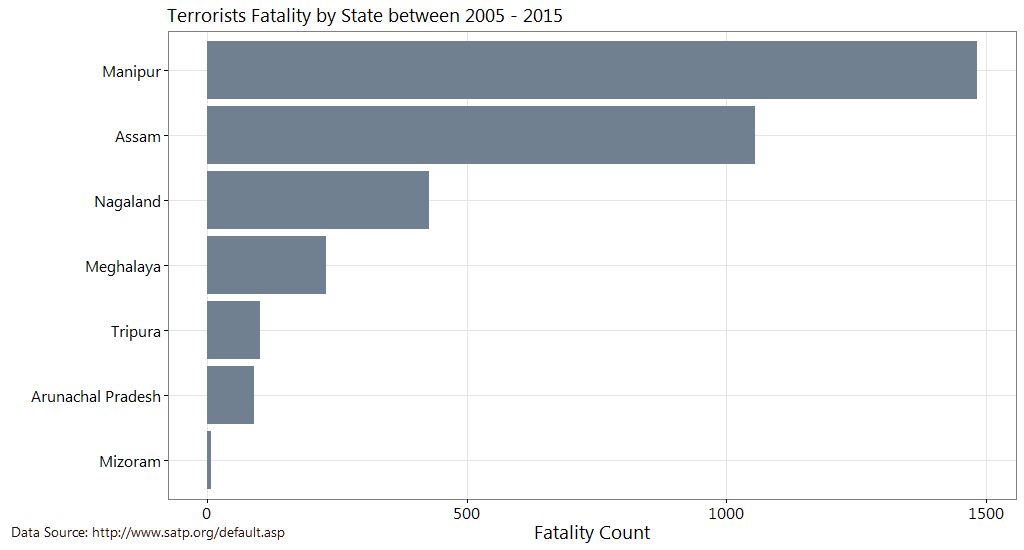 Terrorists Fatality by State between 2005 - 2015
Manipur
Assam
Nagaland
Meghalaya
Tripura
Arunachal Pradesh
Mizoram
0 500 1000 1500
Fatality Count
Data Source: http://www.satp.org/default.asp